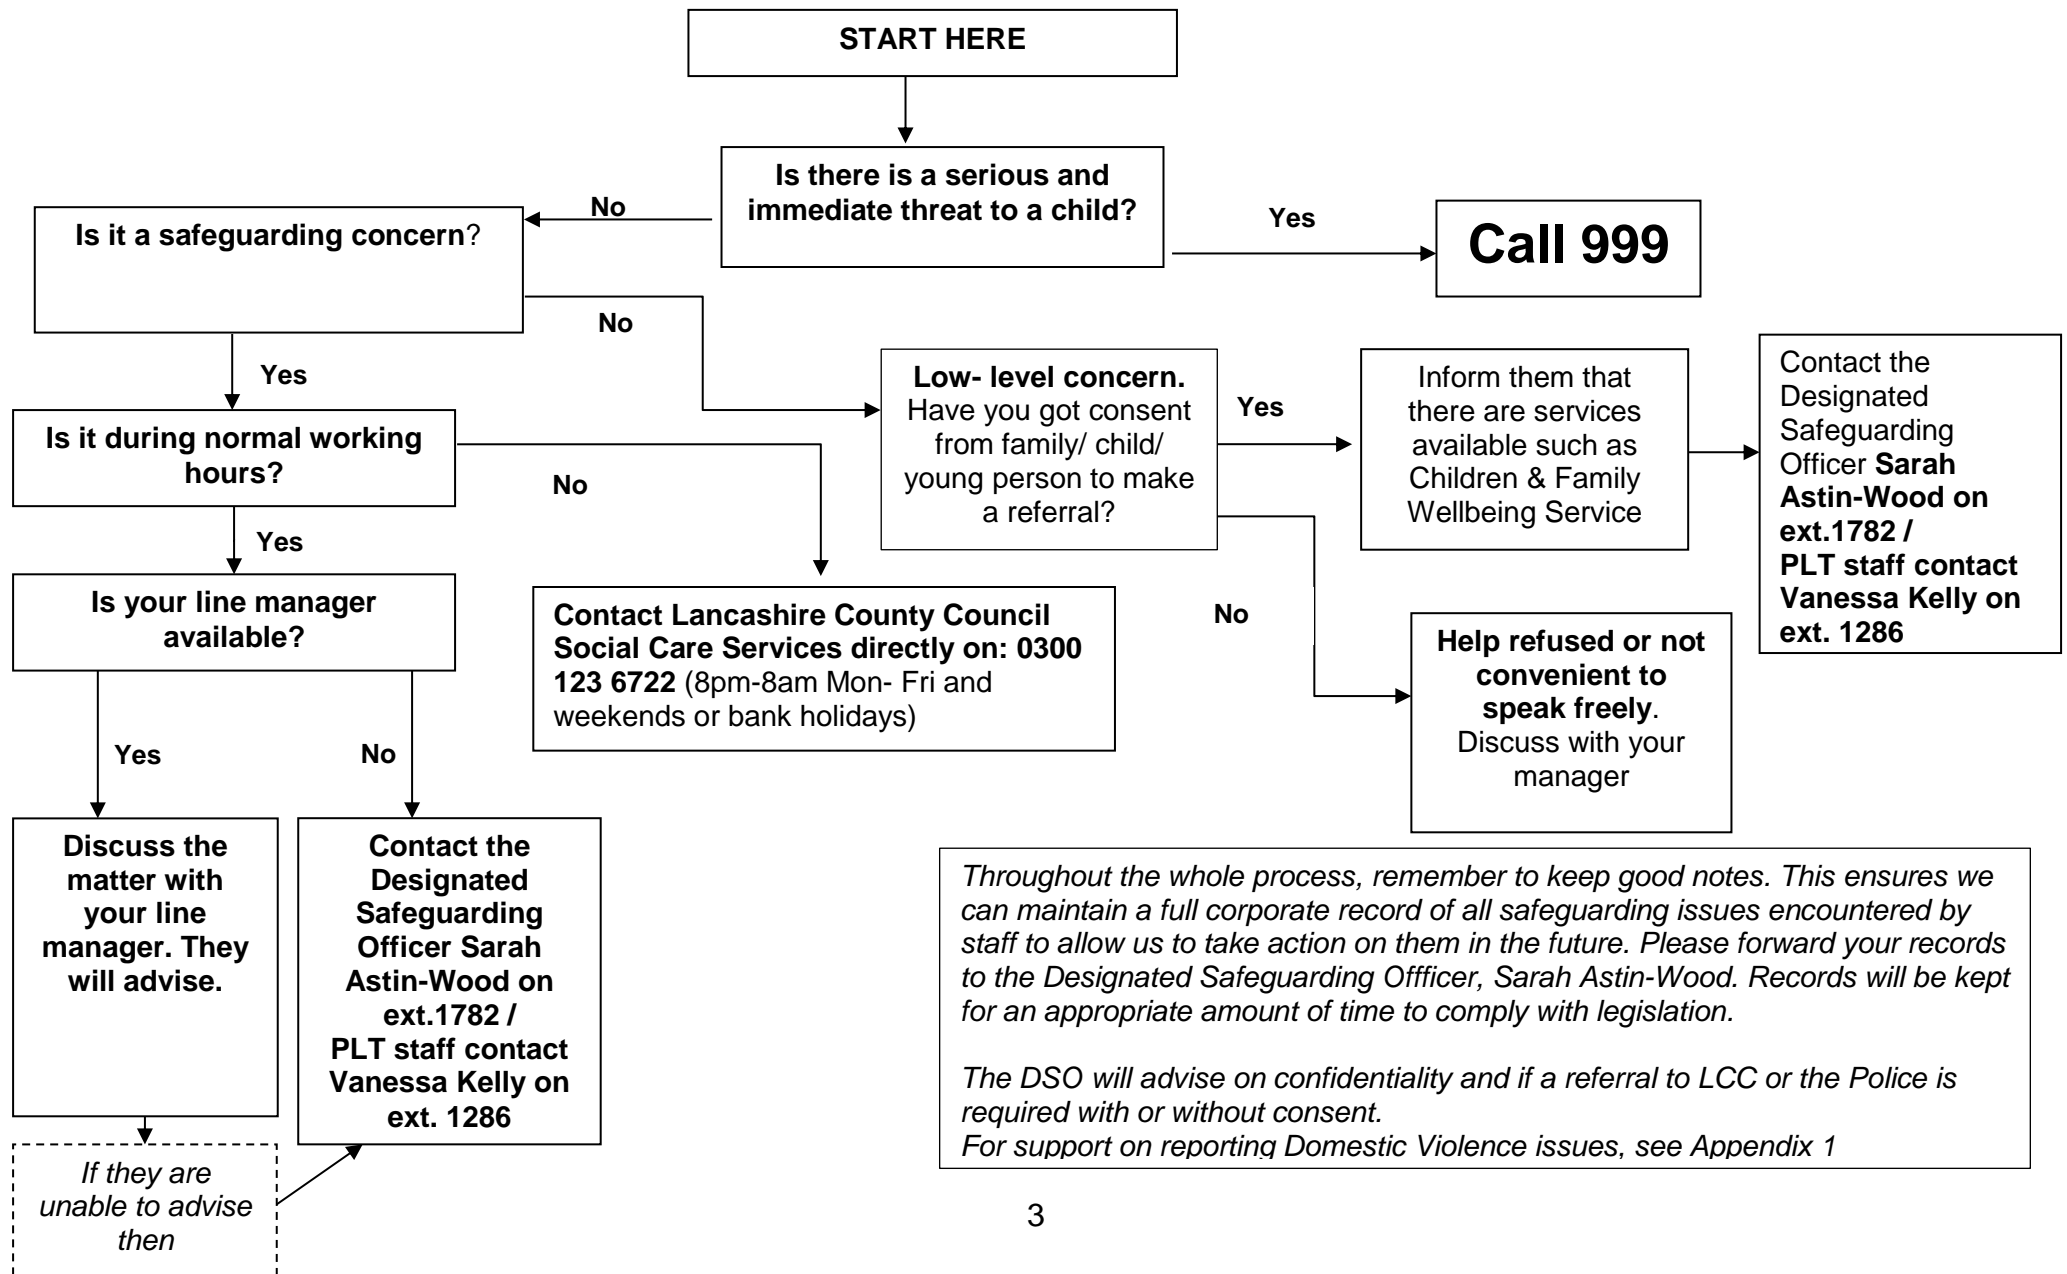 START HERE
Is there is a serious and
immediate threat to a child?
No
Yes
Call 999
Is it a safeguarding concern?
No
Yes
Low- level concern.
Have you got consent
from family/ child/
young person to make
a referral?
Yes
Inform them that
there are services
available such as
Children & Family
Wellbeing Service
Contact the
Designated
Safeguarding
Officer Sarah
Astin-Wood on
ext.1782 /
PLT staff contact
Vanessa Kelly on
ext. 1286
No
Help refused or not
convenient to
speak freely.
Discuss with your
manager
Is it during normal working
hours?
No
Yes
Contact Lancashire County Council
Social Care Services directly on: 0300
123 6722 (8pm-8am Mon- Fri and
weekends or bank holidays)
Is your line manager
available?
Yes
No
Discuss the
matter with
your line
manager. They
will advise.
Contact the
Designated
Safeguarding
Officer Sarah
Astin-Wood on
ext.1782 /
PLT staff contact
Vanessa Kelly on
ext. 1286
If they are
unable to advise
then
Throughout the whole process, remember to keep good notes. This ensures we
can maintain a full corporate record of all safeguarding issues encountered by
staff to allow us to take action on them in the future. Please forward your records
to the Designated Safeguarding Offficer, Sarah Astin-Wood. Records will be kept
for an appropriate amount of time to comply with legislation.
The DSO will advise on confidentiality and if a referral to LCC or the Police is
required with or without consent.
For support on reporting Domestic Violence issues, see Appendix 1
3